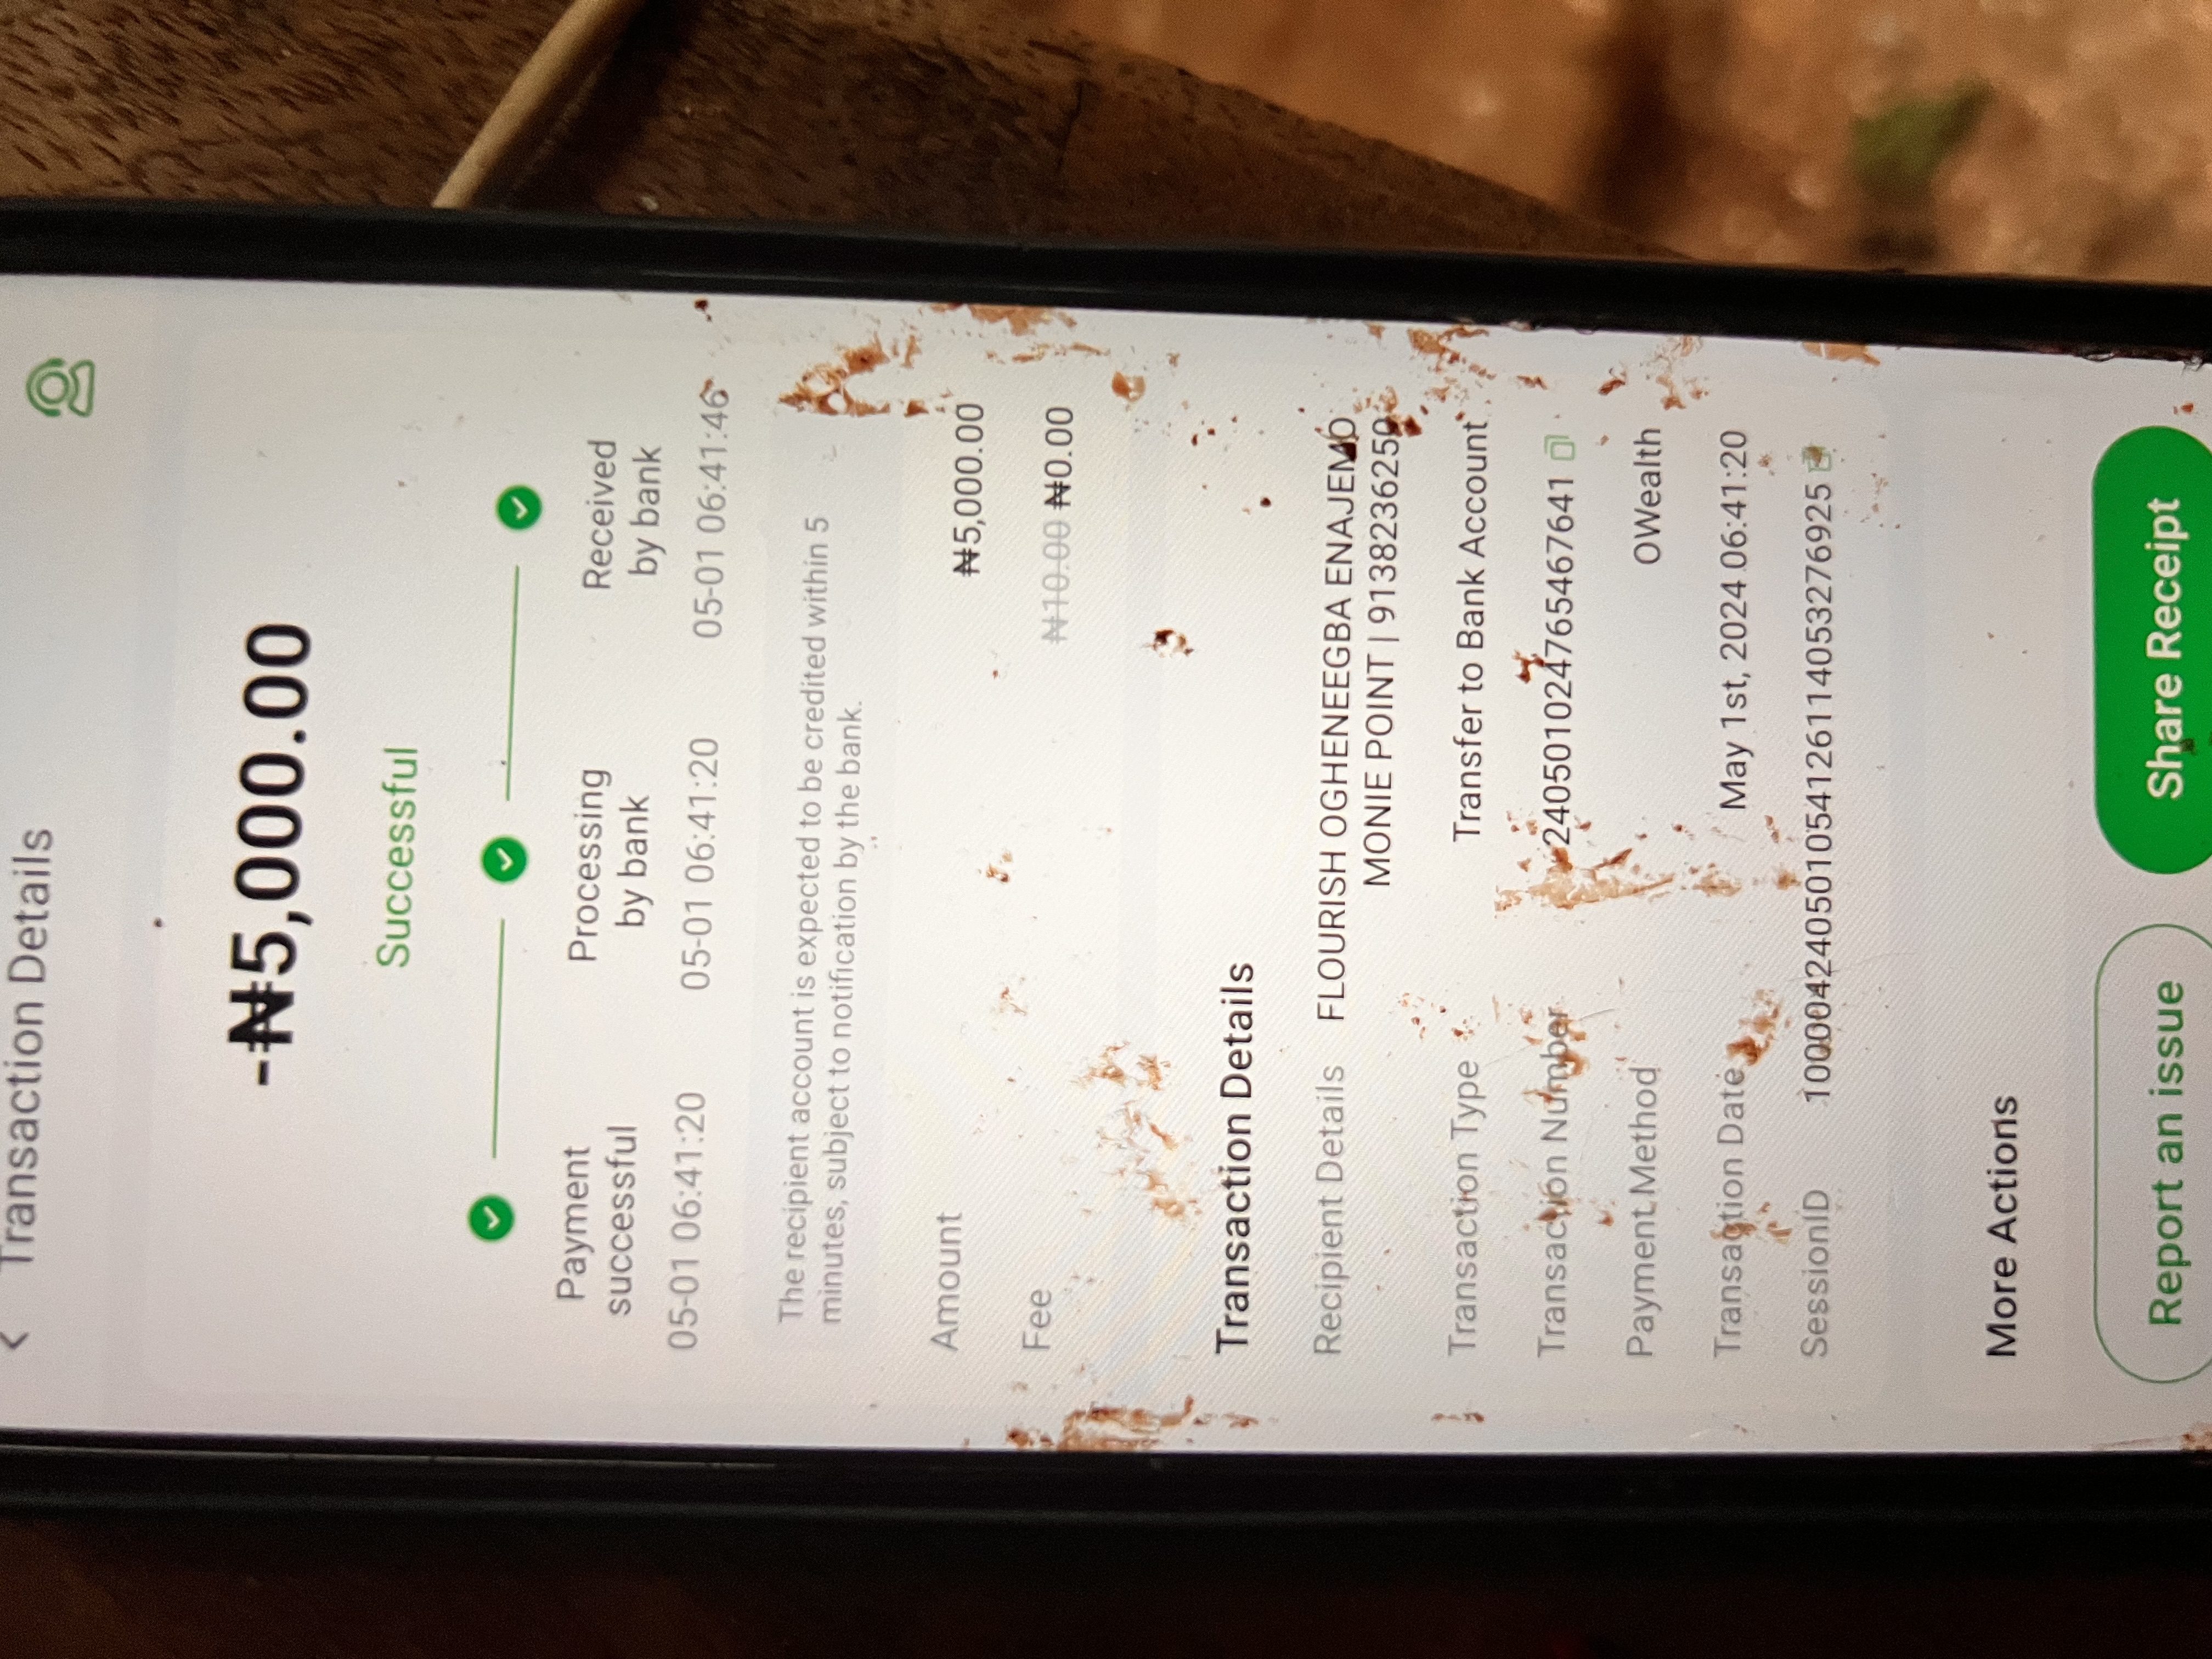 Transaction Details
-₦5,000.00
Successful
Payment successful
05-01 06:41:20
Processing by bank
05-01 06:41:20
Received by bank
05-01 06:41:46
The recipient account is expected to be credited within 5
minutes, subject to notification by the bank.
Amount ₦5,000.00
Fee ₦10.00 ₦0.00
Transaction Details
Recipient Details FLOURISH OGHENEEGBA ENAJEMO
MONIE POINT | 9138236250
Transaction Type Transfer to Bank Account
Transaction Number 240501024765467641
Payment Method OWealth
Transaction Date May 1st, 2024 06:41:20
SessionID 100004240501054126114053276925
More Actions
Report an issue
Share Receipt